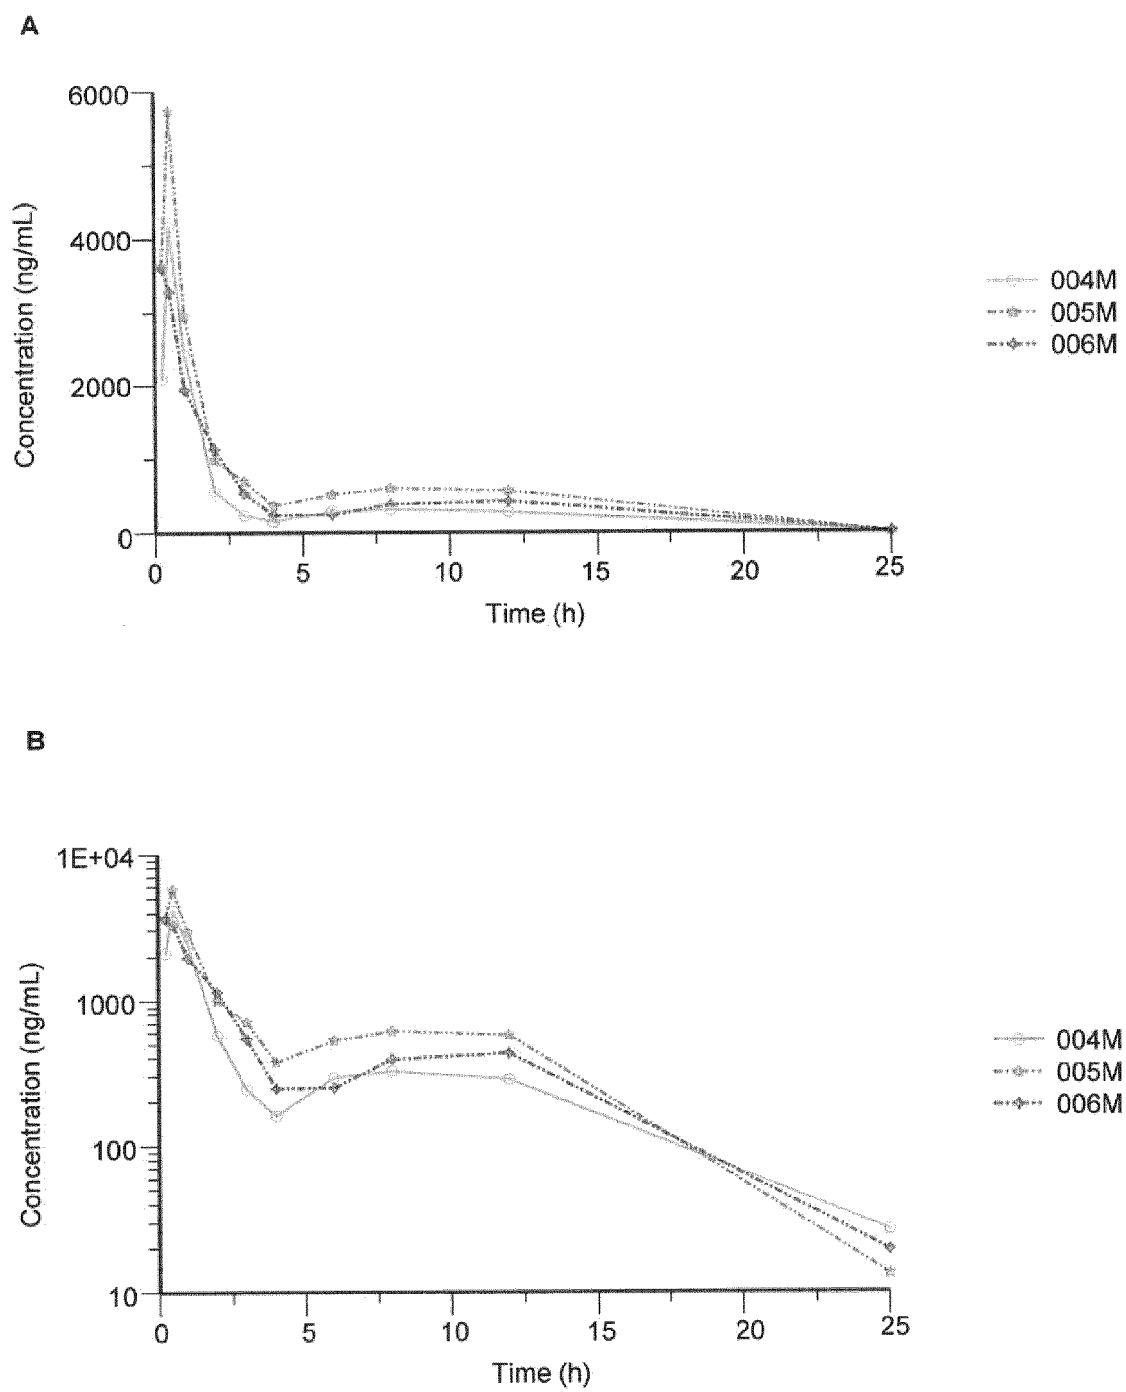 A
6000
4000
2000
0
Concentration (ng/mL)
0 5 10 15 20 25
Time (h)
004M
005M
006M
B
1E+04
1000
100
10
Concentration (ng/mL)
0 5 10 15 20 25
Time (h)
004M
005M
006M